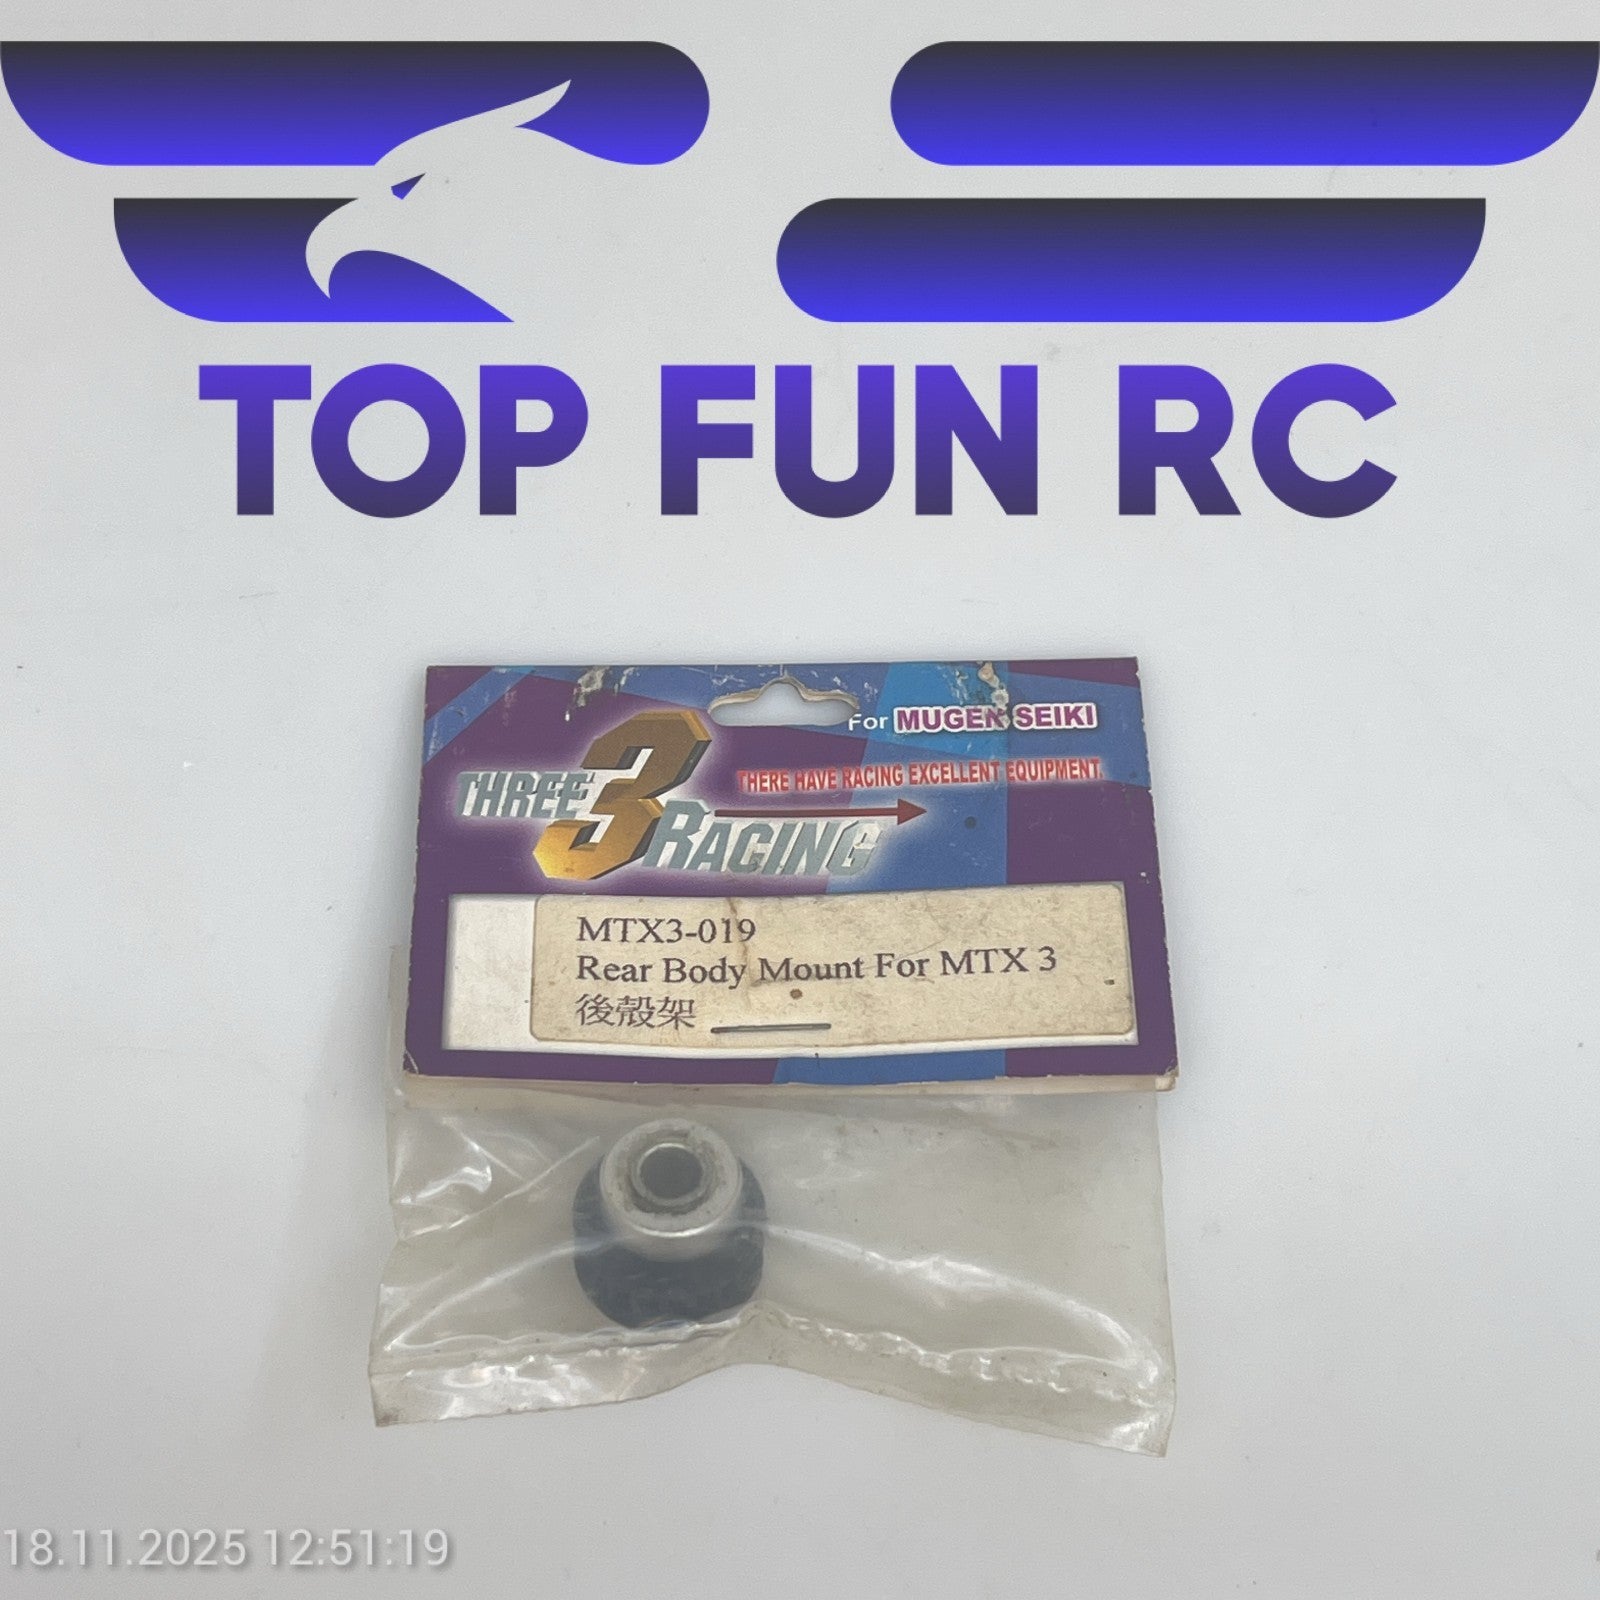 TOP FUN RC
For MUGEN SEIKI
THREE 3 RACING
THERE HAVE RACING EXCELLENT EQUIPMENT.
MTX3-019
Rear Body Mount For MTX 3
後殼架
18.11.2025 12:51:19